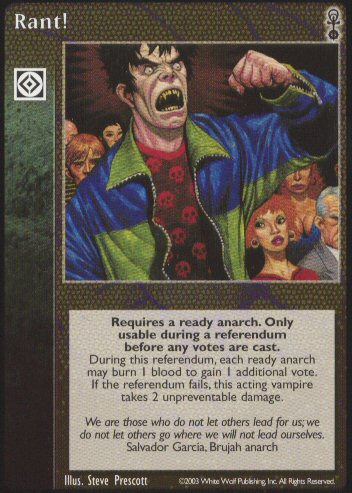 Rant!
Requires a ready anarch. Only
usable during a referendum
before any votes are cast.
During this referendum, each ready anarch
may burn 1 blood to gain 1 additional vote.
If the referendum fails, this acting vampire
takes 2 unpreventable damage.
We are those who do not let others lead for us; we
do not let others go where we will not lead ourselves.
Salvador Garcia, Brujah anarch
Illus. Steve Prescott
©2003 White Wolf Publishing, Inc. All Rights Reserved.